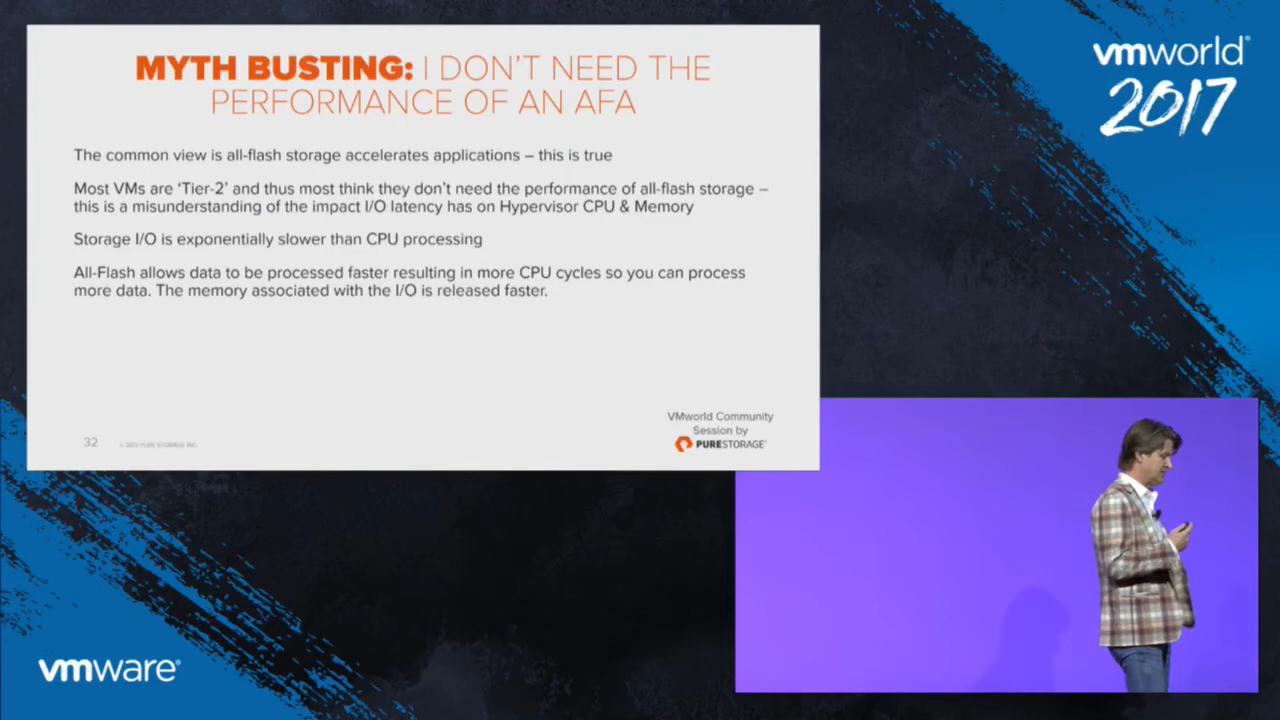 MYTH BUSTING: I DON'T NEED THE
PERFORMANCE OF AN AFA
The common view is all-flash storage accelerates applications – this is true
Most VMs are 'Tier-2' and thus most think they don't need the performance of all-flash storage –
this is a misunderstanding of the impact I/O latency has on Hypervisor CPU & Memory
Storage I/O is exponentially slower than CPU processing
All-Flash allows data to be processed faster resulting in more CPU cycles so you can process
more data. The memory associated with the I/O is released faster.
VMworld Community
Session by
PURESTORAGE®
32
© 2017 PURE STORAGE INC.
vmworld®
2017
vmware®